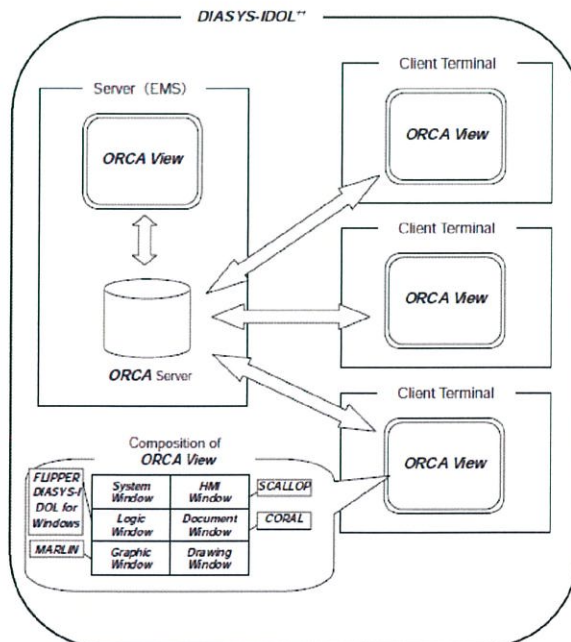 DIASYS-IDOL++
Server (EMS)
ORCA View
ORCA Server
Client Terminal
ORCA View
Client Terminal
ORCA View
Client Terminal
ORCA View
Composition of
ORCA View
FLIPPER
DIASYS-I
DOL for
Windows
MARLIN
System
Window
HMI
Window
Logic
Window
Document
Window
Graphic
Window
Drawing
Window
SCALLOP
CORAL